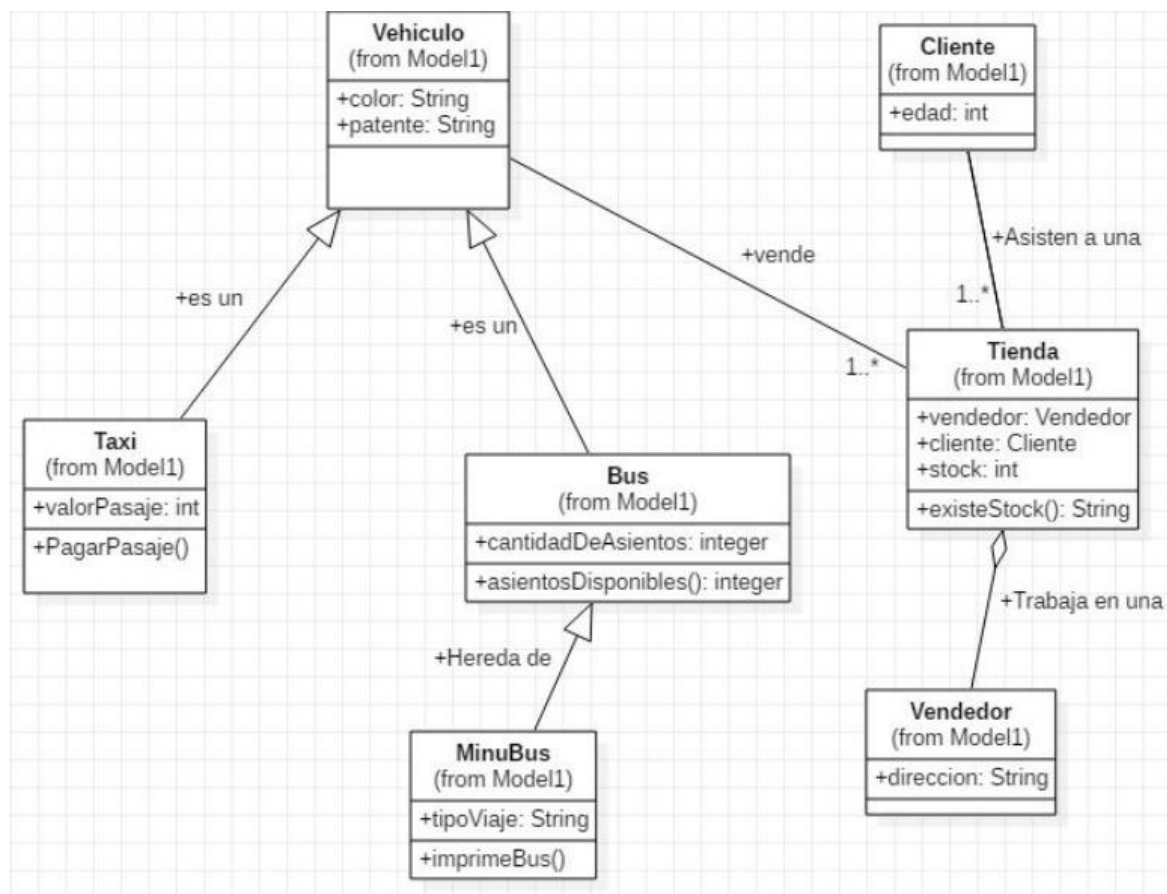 Vehiculo
(from Model1)
+color: String
+patente: String
Cliente
(from Model1)
+edad: int
+vende
+Asisten a una
+es un
+es un
1..*
1..*
Tienda
(from Model1)
+vendedor: Vendedor
+cliente: Cliente
+stock: int
+existeStock(): String
Taxi
(from Model1)
+valorPasaje: int
+PagarPasaje()
Bus
(from Model1)
+cantidadDeAsientos: integer
+asientosDisponibles(): integer
+Trabaja en una
+Hereda de
MinuBus
(from Model1)
+tipoViaje: String
+imprimeBus()
Vendedor
(from Model1)
+direccion: String